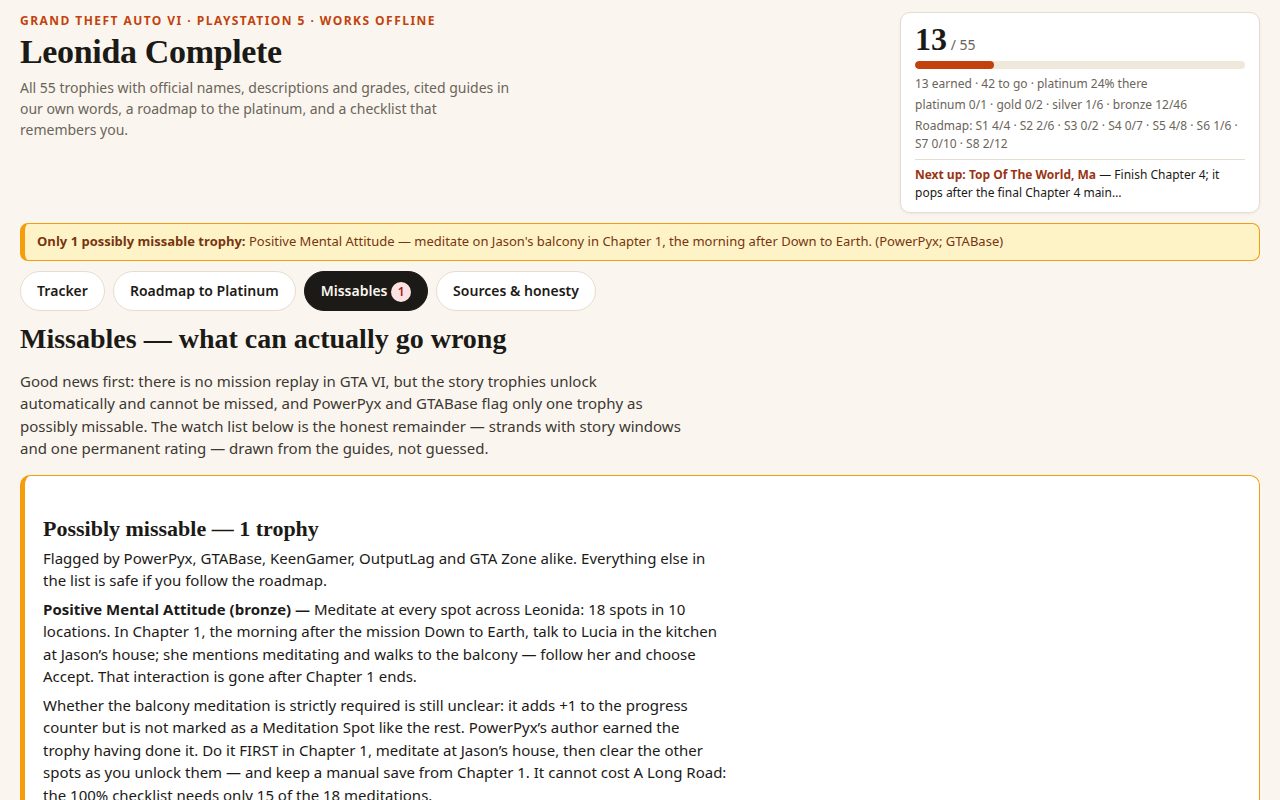 GRAND THEFT AUTO VI · PLAYSTATION 5 · WORKS OFFLINE
Leonida Complete
All 55 trophies with official names, descriptions and grades, cited guides in
our own words, a roadmap to the platinum, and a checklist that
remembers you.
13 / 55
13 earned · 42 to go · platinum 24% there
platinum 0/1 · gold 0/2 · silver 1/6 · bronze 12/46
Roadmap: S1 4/4 · S2 2/6 · S3 0/2 · S4 0/7 · S5 4/8 · S6 1/6 ·
S7 0/10 · S8 2/12
Next up: Top Of The World, Ma — Finish Chapter 4; it
pops after the final Chapter 4 main…
Only 1 possibly missable trophy: Positive Mental Attitude — meditate on Jason's balcony in Chapter 1, the morning after Down to Earth. (PowerPyx; GTABase)
Tracker
Roadmap to Platinum
Missables 1
Sources & honesty
Missables — what can actually go wrong
Good news first: there is no mission replay in GTA VI, but the story trophies unlock
automatically and cannot be missed, and PowerPyx and GTABase flag only one trophy as
possibly missable. The watch list below is the honest remainder — strands with story windows
and one permanent rating — drawn from the guides, not guessed.
Possibly missable — 1 trophy
Flagged by PowerPyx, GTABase, KeenGamer, OutputLag and GTA Zone alike. Everything else in
the list is safe if you follow the roadmap.
Positive Mental Attitude (bronze) — Meditate at every spot across Leonida: 18 spots in 10
locations. In Chapter 1, the morning after the mission Down to Earth, talk to Lucia in the kitchen
at Jason’s house; she mentions meditating and walks to the balcony — follow her and choose
Accept. That interaction is gone after Chapter 1 ends.
Whether the balcony meditation is strictly required is still unclear: it adds +1 to the progress
counter but is not marked as a Meditation Spot like the rest. PowerPyx’s author earned the
trophy having done it. Do it FIRST in Chapter 1, meditate at Jason’s house, then clear the other
spots as you unlock them — and keep a manual save from Chapter 1. It cannot cost A Long Road:
the 100% checklist needs only 15 of the 18 meditations.